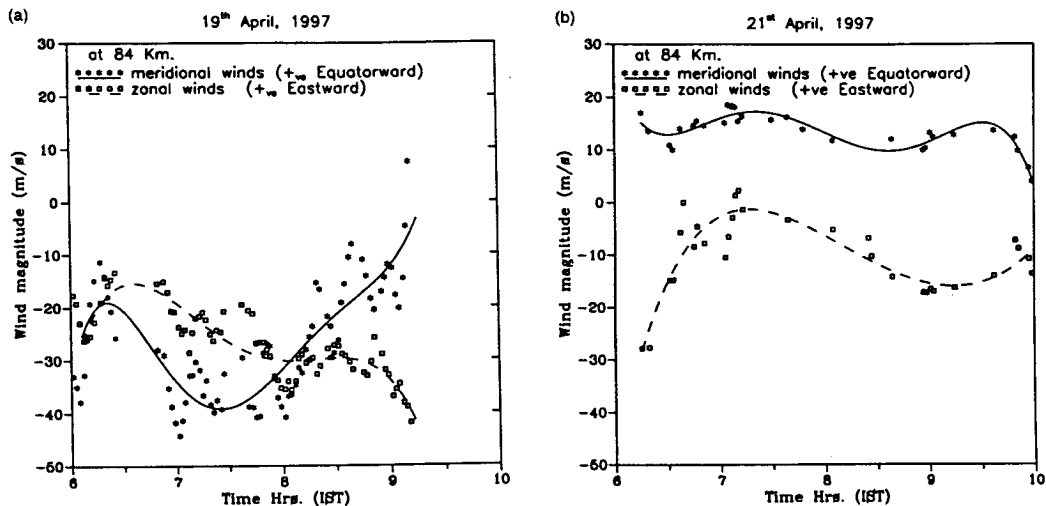 (a)
19th April, 1997
at 84 Km.
meridional winds (+ve Equatorward)
zonal winds (+ve Eastward)
Wind magnitude (m/s)
30
20
10
0
-10
-20
-30
-40
-50
6
7
8
9
10
Time Hrs. (IST)
(b)
21st April, 1997
at 84 Km.
meridional winds (+ve Equatorward)
zonal winds (+ve Eastward)
Wind magnitude (m/s)
30
20
10
0
-10
-20
-30
-40
-50
6
7
8
9
10
Time Hrs. (IST)